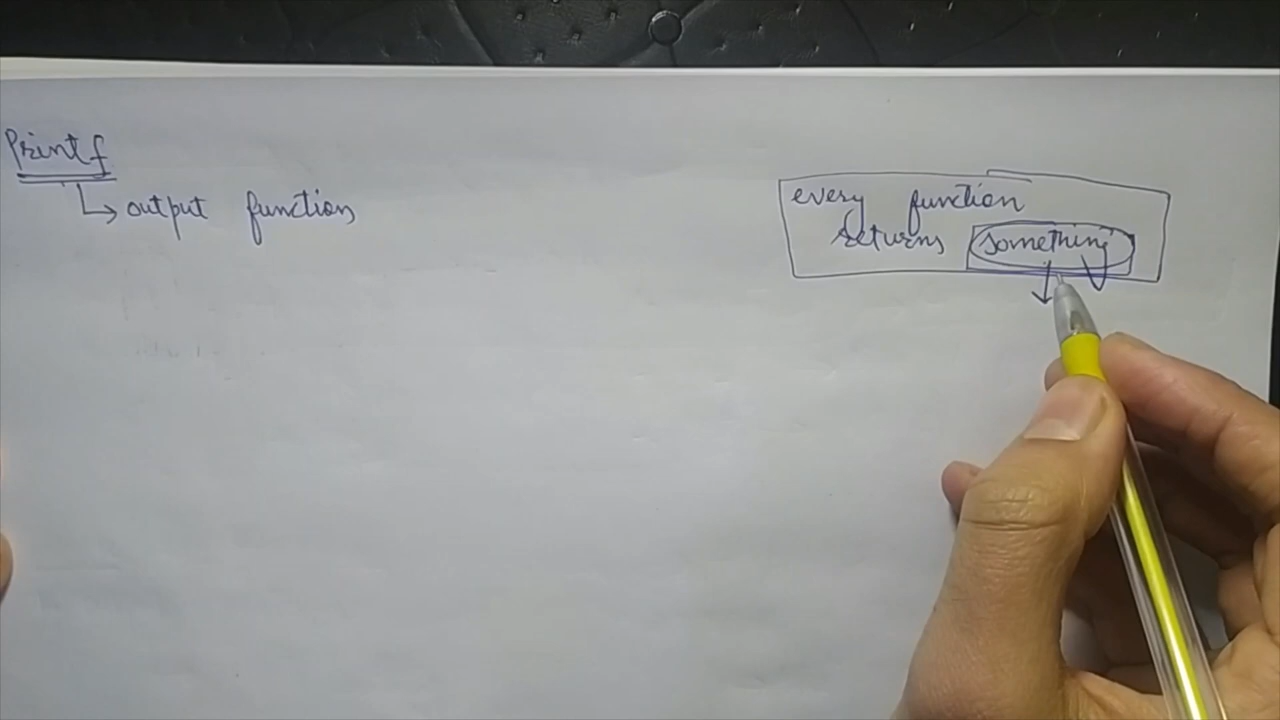 Printf
output function
every function
returns something